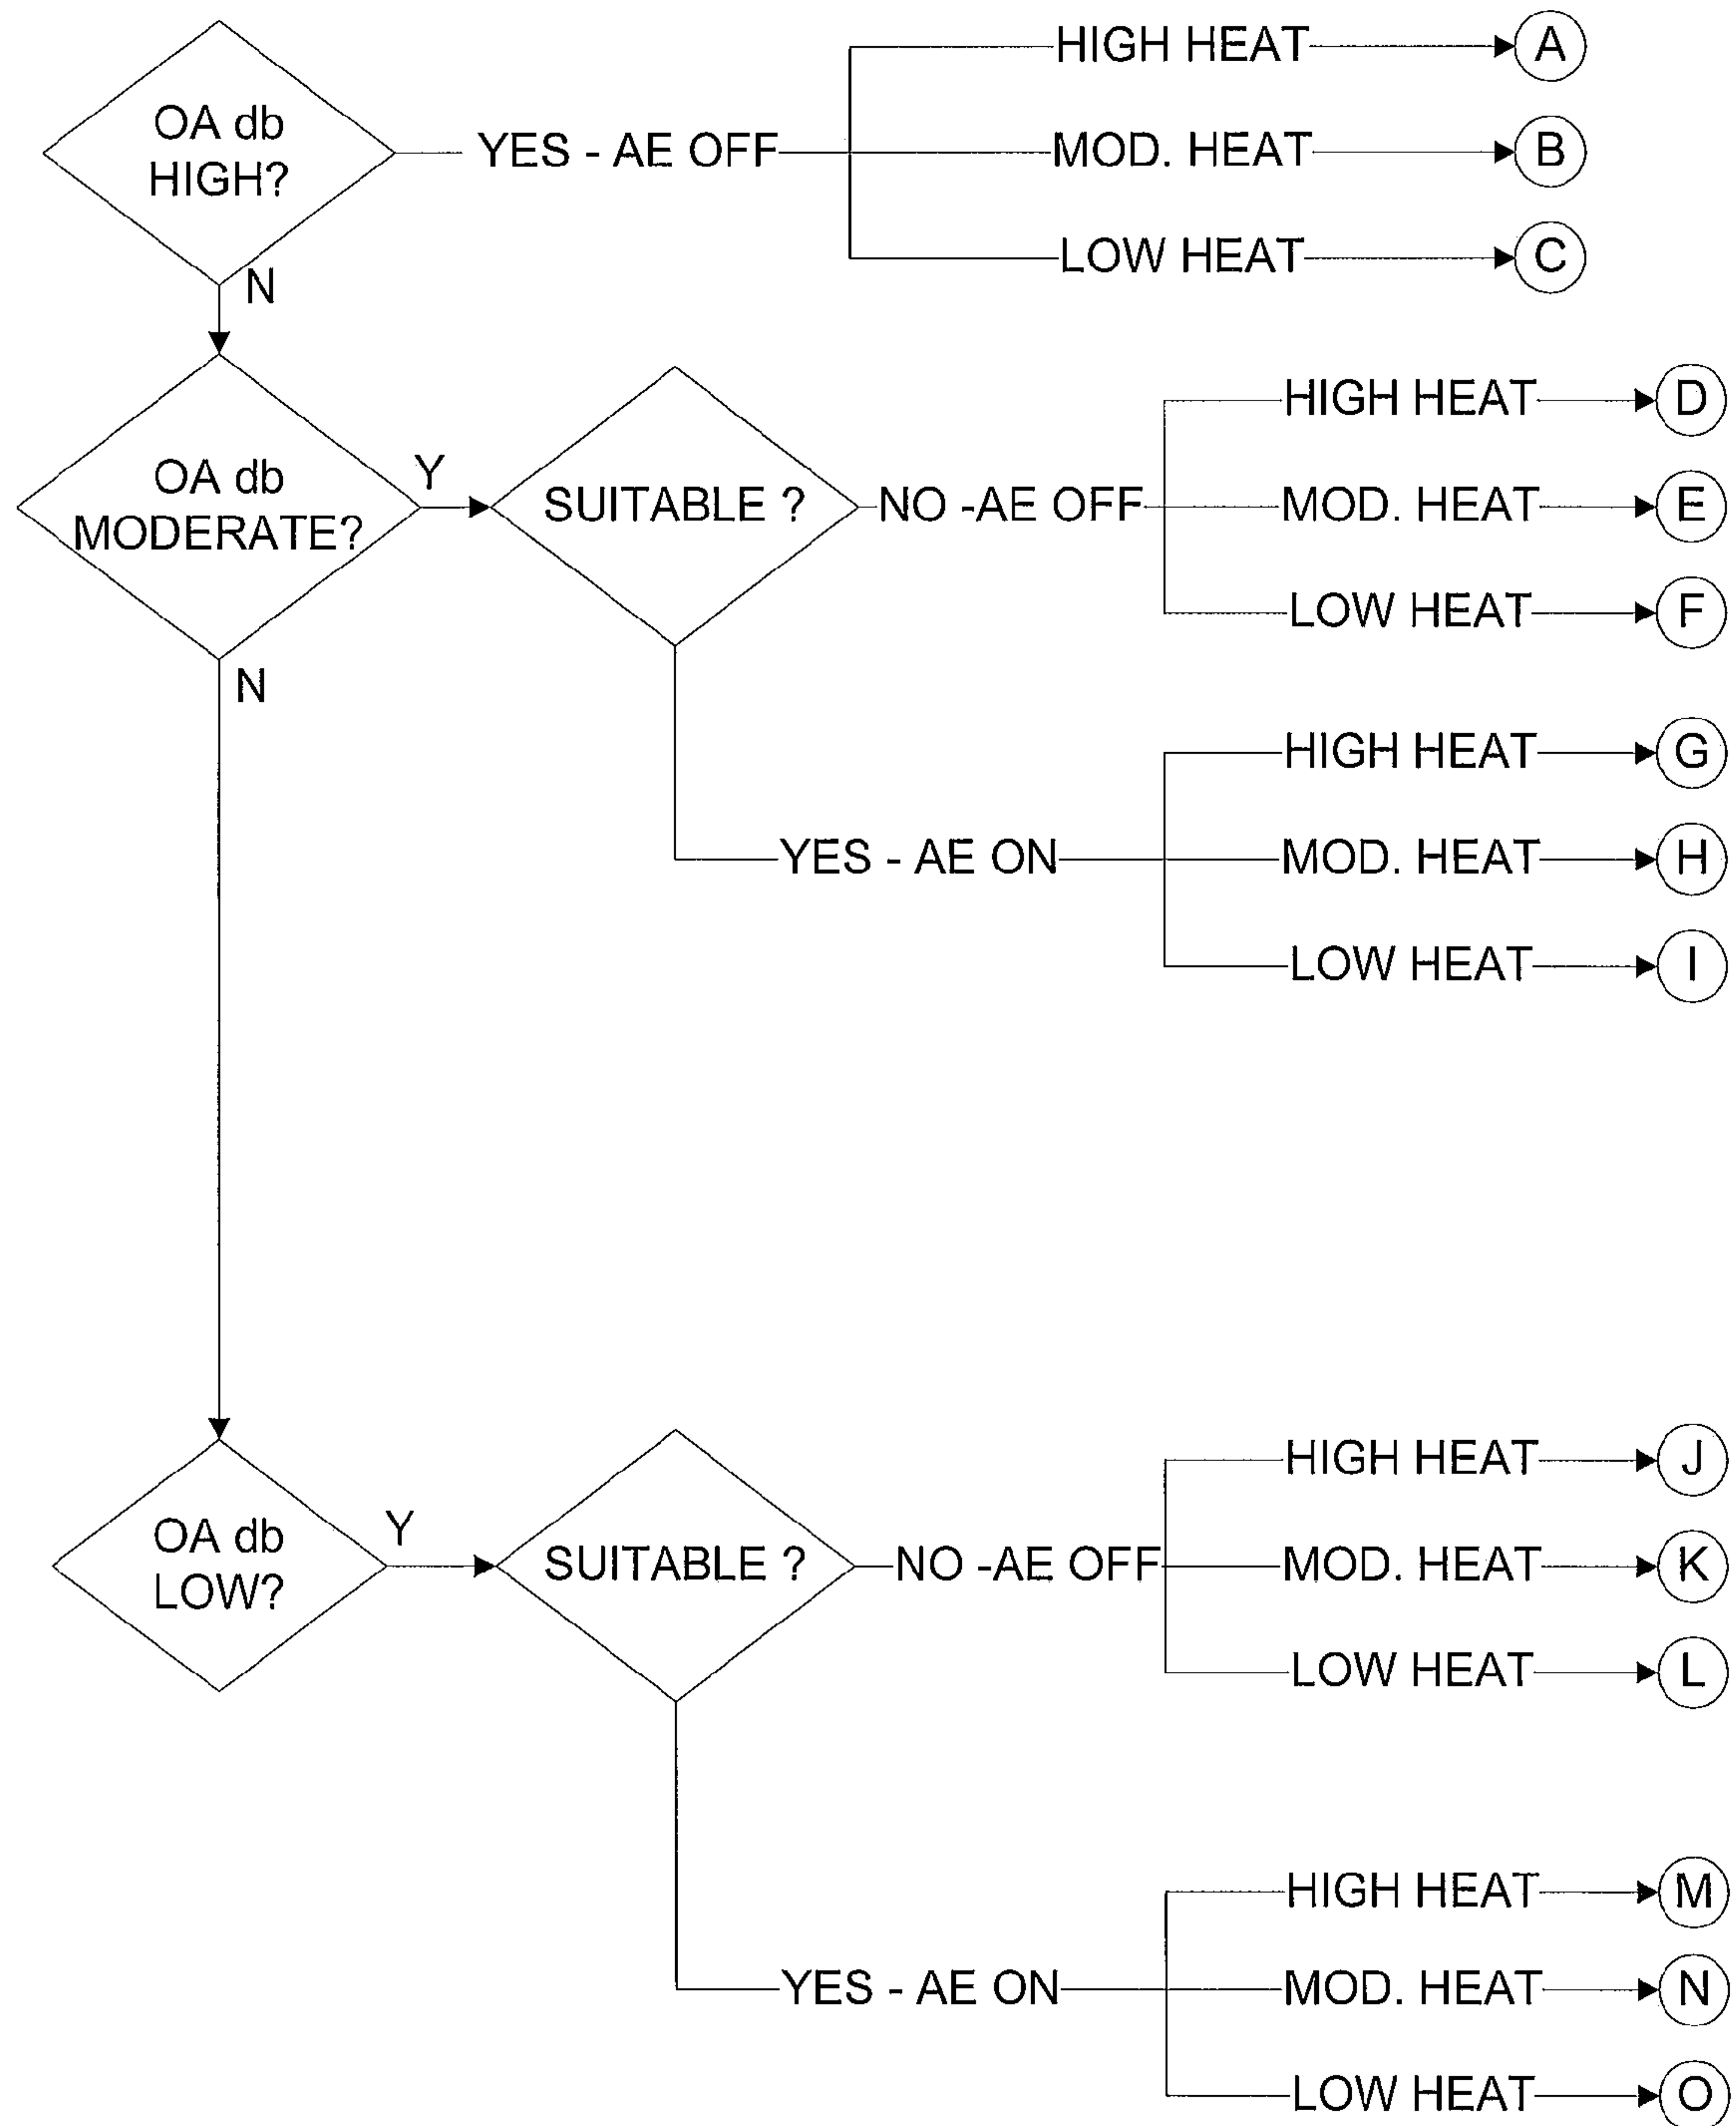 OA db
HIGH?
YES - AE OFF
HIGH HEAT
A
MOD. HEAT
B
LOW HEAT
C
N
OA db
MODERATE?
Y
SUITABLE ?
NO -AE OFF
HIGH HEAT
D
MOD. HEAT
E
LOW HEAT
F
N
YES - AE ON
HIGH HEAT
G
MOD. HEAT
H
LOW HEAT
I
OA db
LOW?
Y
SUITABLE ?
NO -AE OFF
HIGH HEAT
J
MOD. HEAT
K
LOW HEAT
L
YES - AE ON
HIGH HEAT
M
MOD. HEAT
N
LOW HEAT
O